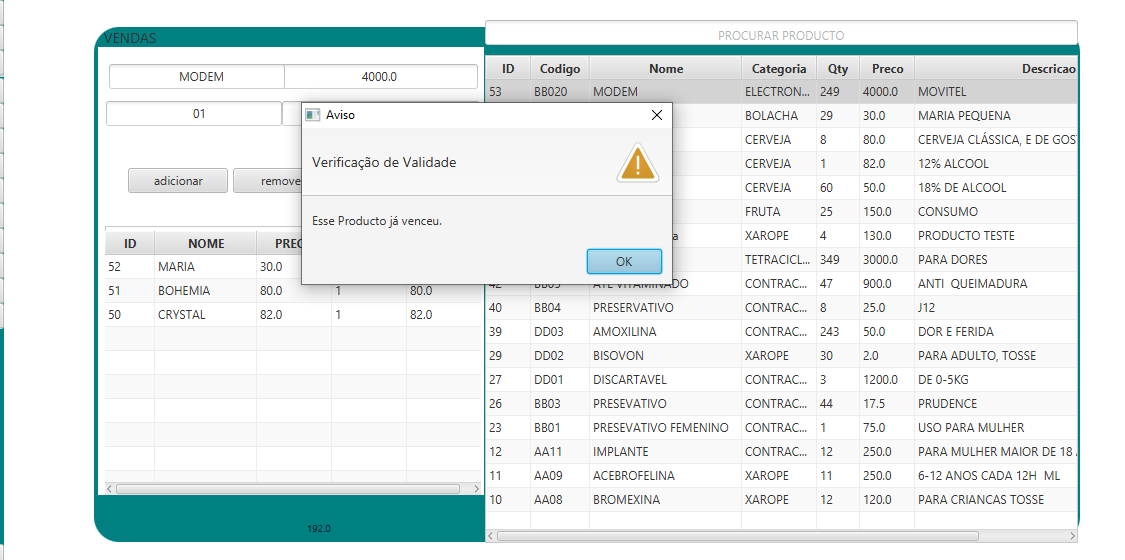 VENDAS
PROCURAR PRODUCTO
MODEM 4000.0
01
adicionar remove
ID NOME PREC
52 MARIA 30.0
51 BOHEMIA 80.0 1 80.0
50 CRYSTAL 82.0 1 82.0
192.0
Aviso
Verificação de Validade
Esse Producto já venceu.
OK
ID Codigo Nome Categoria Qty Preco Descricao
53 BB020 MODEM ELECTRON... 249 4000.0 MOVITEL
BOLACHA 29 30.0 MARIA PEQUENA
CERVEJA 8 80.0 CERVEJA CLÁSSICA, E DE GOS
CERVEJA 1 82.0 12% ALCOOL
CERVEJA 60 50.0 18% DE ALCOOL
FRUTA 25 150.0 CONSUMO
a XAROPE 4 130.0 PRODUCTO TESTE
TETRACICL... 349 3000.0 PARA DORES
42 BB05 ATE VITAMINADO CONTRAC... 47 900.0 ANTI QUEIMADURA
40 BB04 PRESERVATIVO CONTRAC... 8 25.0 J12
39 DD03 AMOXILINA CONTRAC... 243 50.0 DOR E FERIDA
29 DD02 BISOVON XAROPE 30 2.0 PARA ADULTO, TOSSE
27 DD01 DISCARTAVEL CONTRAC... 3 1200.0 DE 0-5KG
26 BB03 PRESEVATIVO CONTRAC... 44 17.5 PRUDENCE
23 BB01 PRESEVATIVO FEMENINO CONTRAC... 1 75.0 USO PARA MULHER
12 AA11 IMPLANTE CONTRAC... 12 250.0 PARA MULHER MAIOR DE 18
11 AA09 ACEBROFELINA XAROPE 11 250.0 6-12 ANOS CADA 12H ML
10 AA08 BROMEXINA XAROPE 12 120.0 PARA CRIANCAS TOSSE